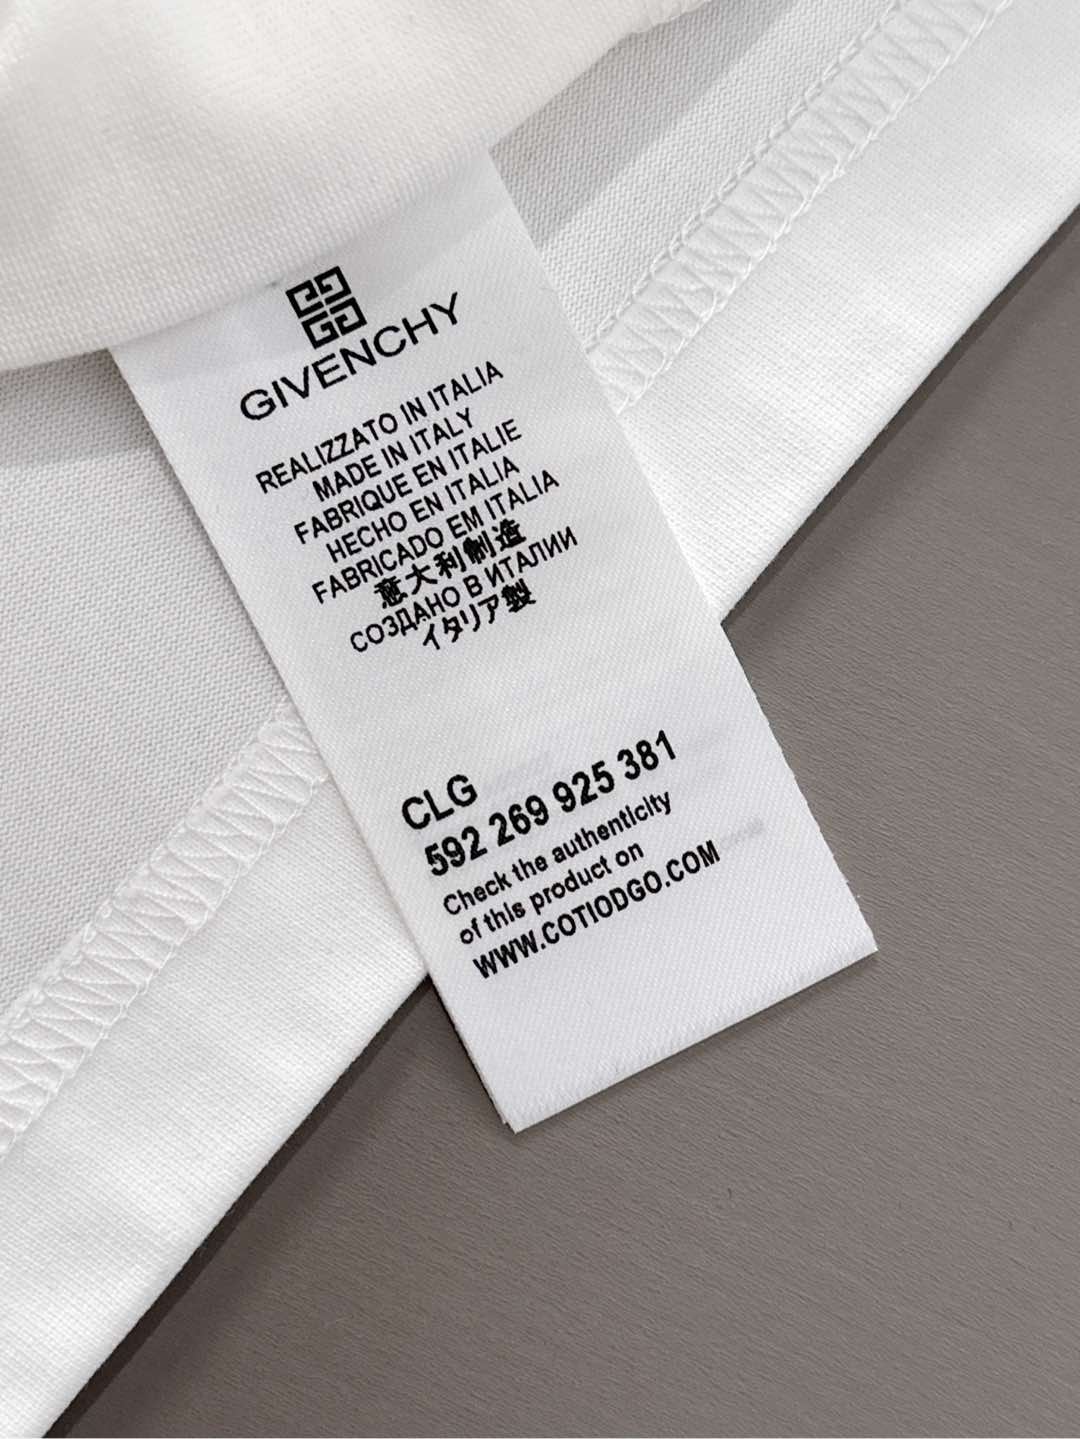 GIVENCHY
REALIZZATO IN ITALIA
MADE IN ITALY
FABRIQUE EN ITALIE
HECHO EN ITALIA
FABRICADO EM ITALIA
意大利制造
СОЗДАНО В ИТАЛИИ
イタリア製
CLG
592 269 925 381
Check the authenticity
of this product on
WWW.COTIODGO.COM